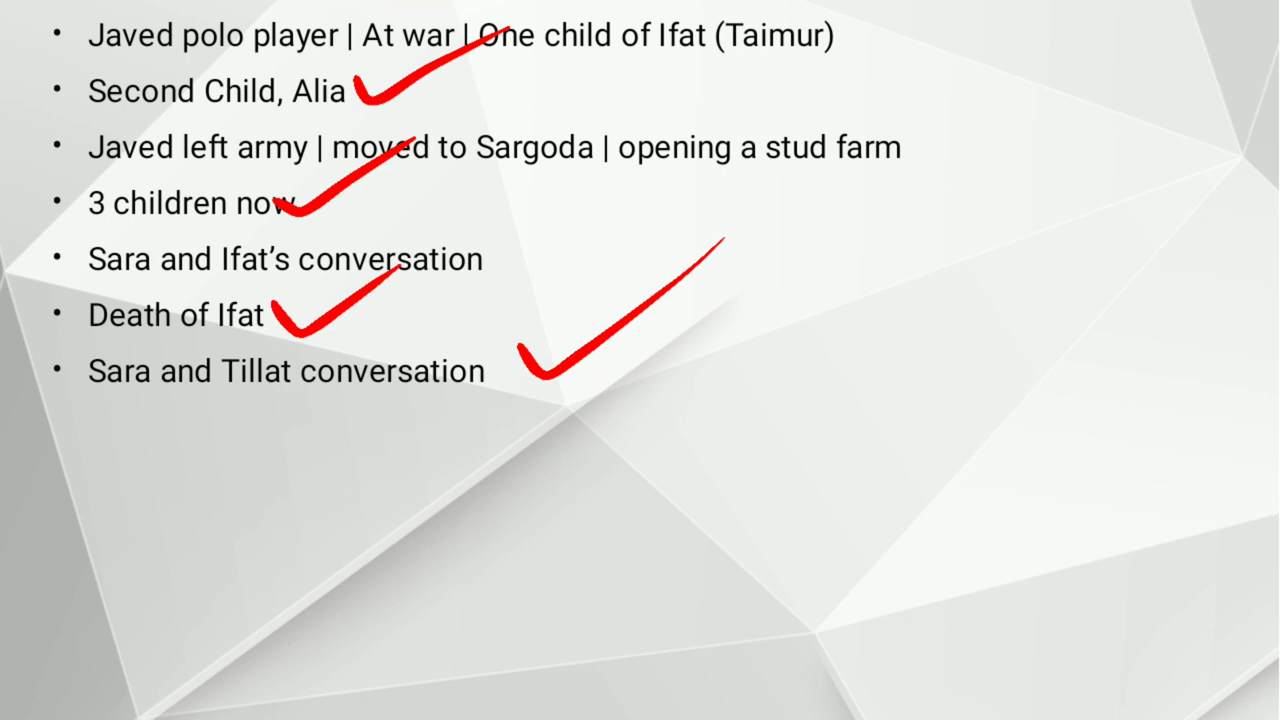 • Javed polo player | At war | One child of Ifat (Taimur)
• Second Child, Alia
• Javed left army | moved to Sargoda | opening a stud farm
• 3 children now
• Sara and Ifat’s conversation
• Death of Ifat
• Sara and Tillat conversation